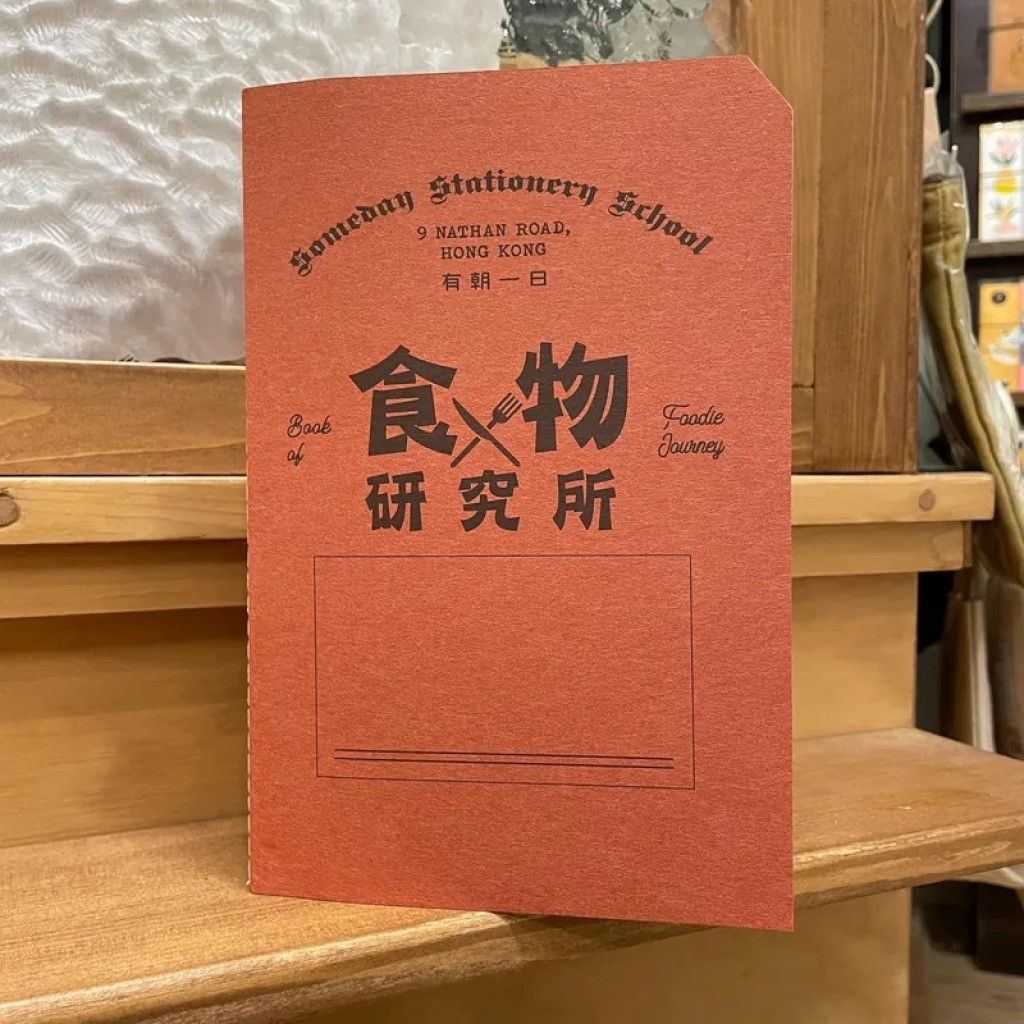 Someday Stationery School
9 NATHAN ROAD,
HONG KONG
有朝一日
食物
Book of
Foodie Journey
研究所